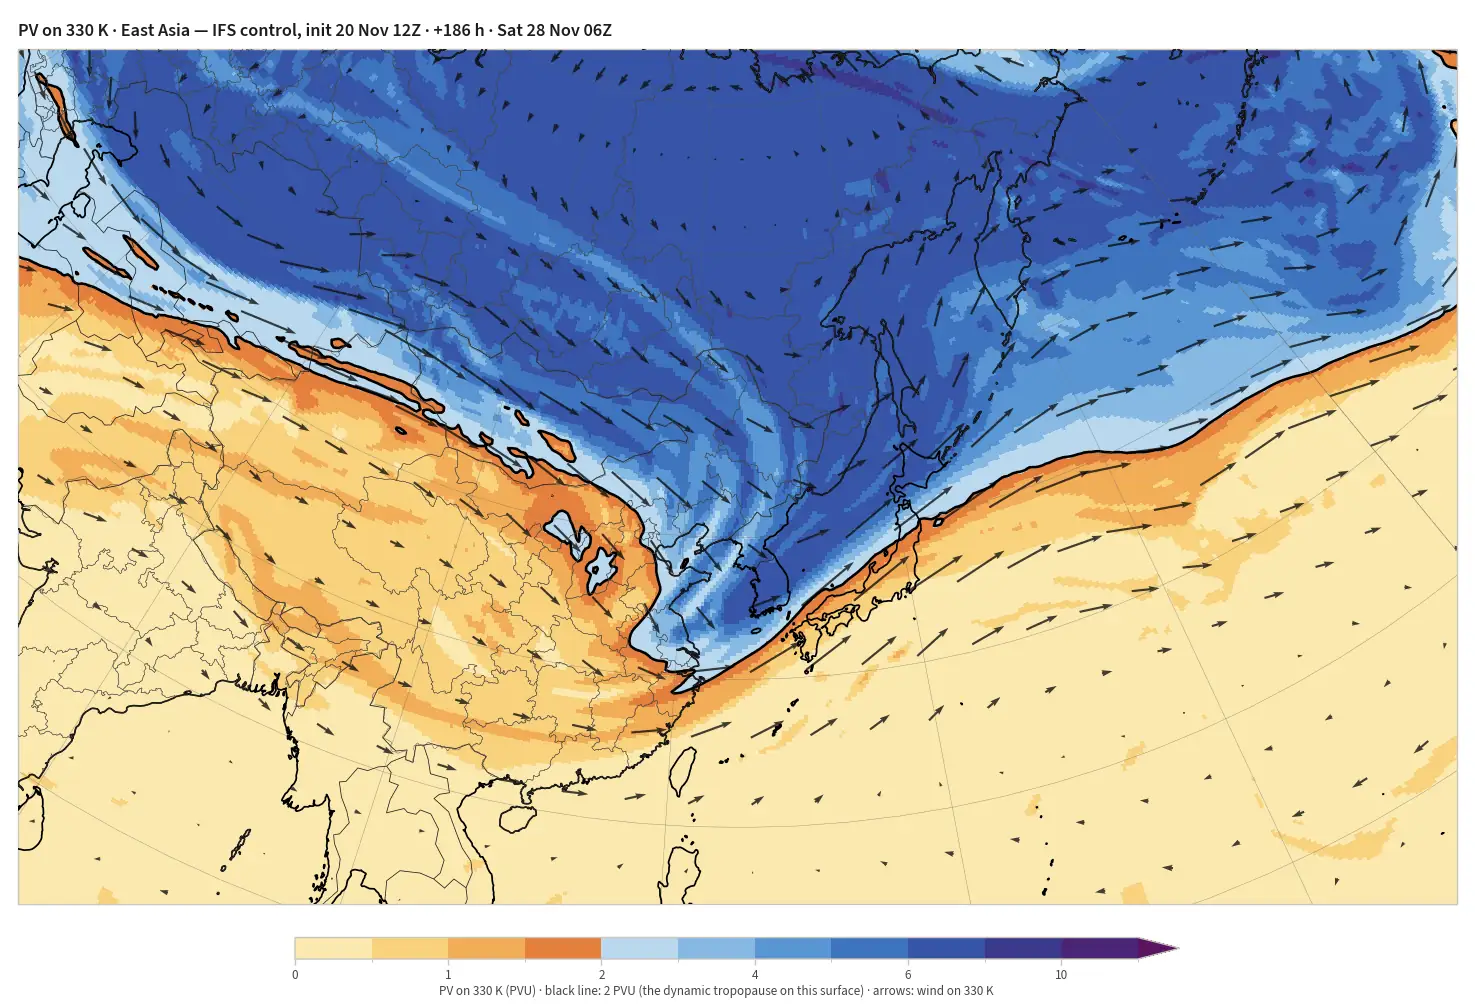 PV on 330 K · East Asia — IFS control, init 20 Nov 12Z · +186 h · Sat 28 Nov 06Z
0 1 2 4 6 10
PV on 330 K (PVU) · black line: 2 PVU (the dynamic tropopause on this surface) · arrows: wind on 330 K